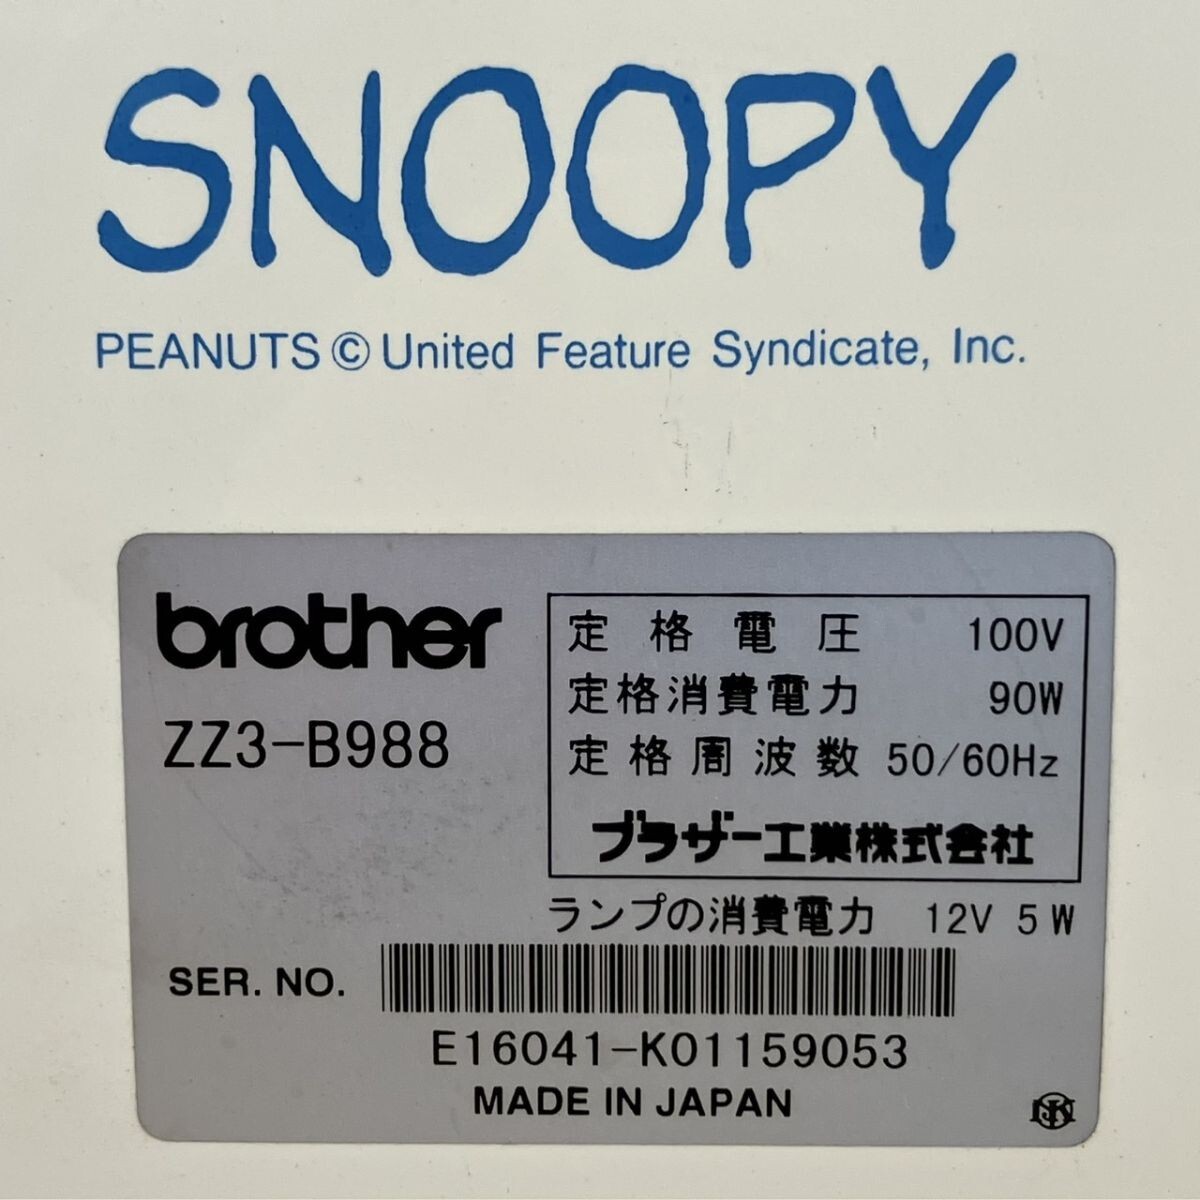 SNOOPY
PEANUTS © United Feature Syndicate, Inc.
brother
ZZ3-B988
定格電圧 100V
定格消費電力 90W
定格周波数 50/60Hz
ブラザー工業株式会社
ランプの消費電力 12V 5W
SER. NO.
E16041-K01159053
MADE IN JAPAN